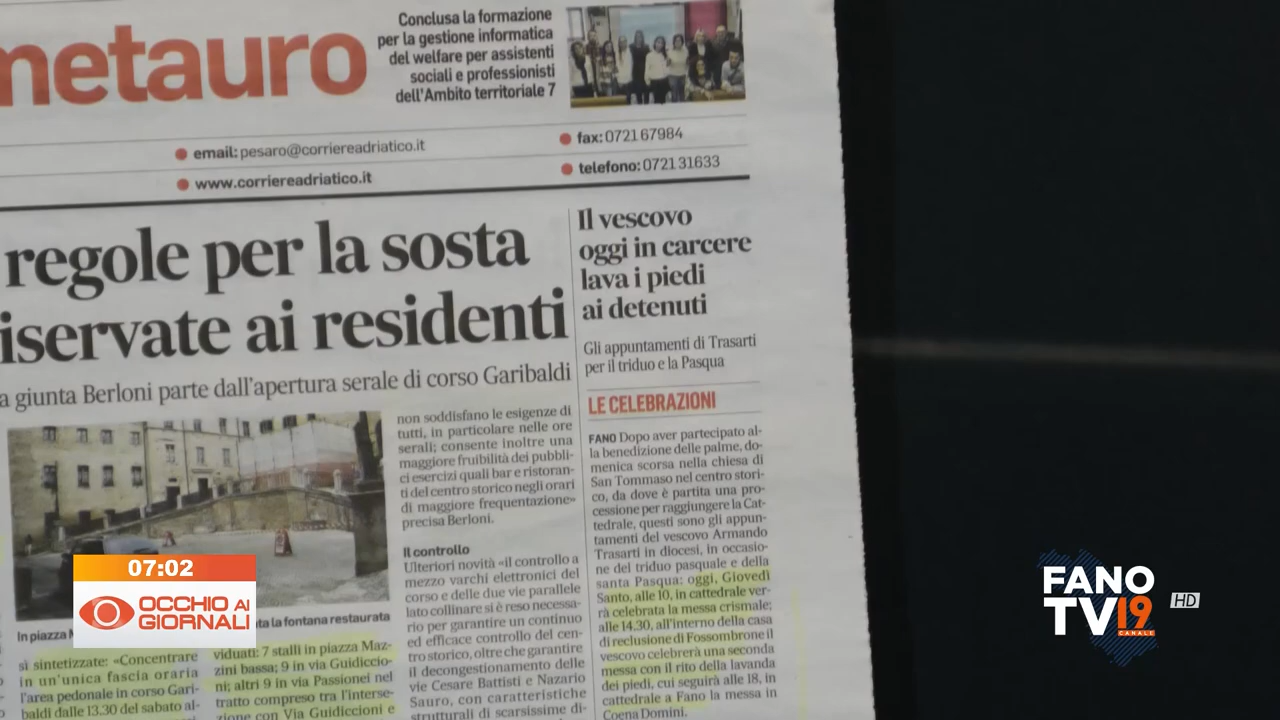 metauro
Conclusa la formazione
per la gestione informatica
del welfare per assistenti
sociali e professionisti
dell'Ambito territoriale 7
email: pesaro@corriereadriatico.it
fax: 0721 67984
www.corriereadriatico.it
telefono: 0721 31633
regole per la sosta
iservate ai residenti
a giunta Berloni parte dall'apertura serale di corso Garibaldi
Il vescovo
oggi in carcere
lava i piedi
ai detenuti
Gli appuntamenti di Trasarti
per il triduo e la Pasqua
LE CELEBRAZIONI
non soddisfano le esigenze di
tutti, in particolare nelle ore
serali; consente inoltre una
maggiore fruibilità dei pubbli-
ci esercizi quali bar e ristoran-
ti del centro storico negli orari
di maggiore frequentazione»
precisa Berloni.
Il controllo
Ulteriori novità «il controllo a
mezzo varchi elettronici del
corso e delle due vie parallele
lato collinare si è reso necessa-
rio per garantire un continuo
ed efficace controllo del cen-
tro storico, oltre che garantire
il decongestionamento delle
vie Cesare Battisti e Nazario
Sauro, con caratteristiche
strutturali di scarsissime di-
FANO Dopo aver partecipato al-
la benedizione delle palme, do-
menica scorsa nella chiesa di
San Tommaso nel centro stori-
co, da dove è partita una pro-
cessione per raggiungere la Cat-
tedrale, questi sono gli appun-
tamenti del vescovo Armando
Trasarti in diocesi, in occasio-
ne del triduo pasquale e della
santa Pasqua: oggi, Giovedì
Santo, alle 10, in cattedrale ver-
rà celebrata la messa crismale;
alle 14.30, all'interno della casa
di reclusione di Fossombrone il
vescovo celebrerà una seconda
messa con il rito della lavanda
dei piedi, cui seguirà alle 18, in
cattedrale a Fano la messa in
Coena Domini.
In piazza
ta la fontana restaurata
sì sintetizzate: «Concentrare
in un'unica fascia oraria
l'area pedonale in corso Gari-
baldi dalle 13.30 del sabato al-
viduati: 7 stalli in piazza Maz-
zini bassa; 9 in via Guidiccio-
ni; altri 9 in via Passionei nel
tratto compreso tra l'interse-
zione con Via Guidiccioni e
07:02
OCCHIO AI
GIORNALI
FANO
TV19
CANALE
HD